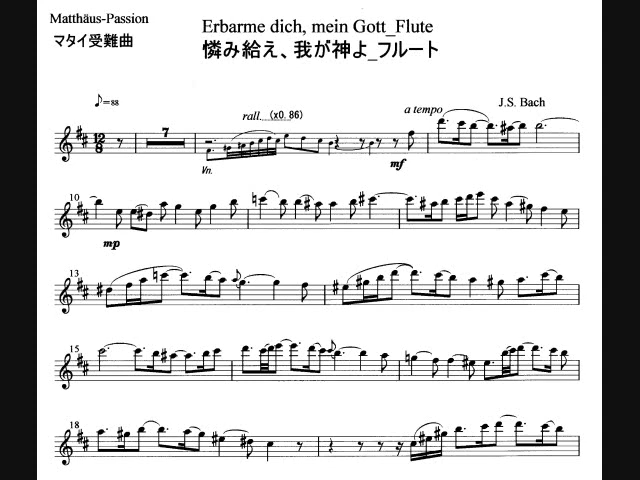 Matthäus-Passion
マタイ受難曲
Erbarme dich, mein Gott_Flute
憐み給え、我が神よ_フルート
♪=88
rall. (x0.86)
a tempo
J.S. Bach
12 8
7
Vn.
mf
10
mp
13
15
18